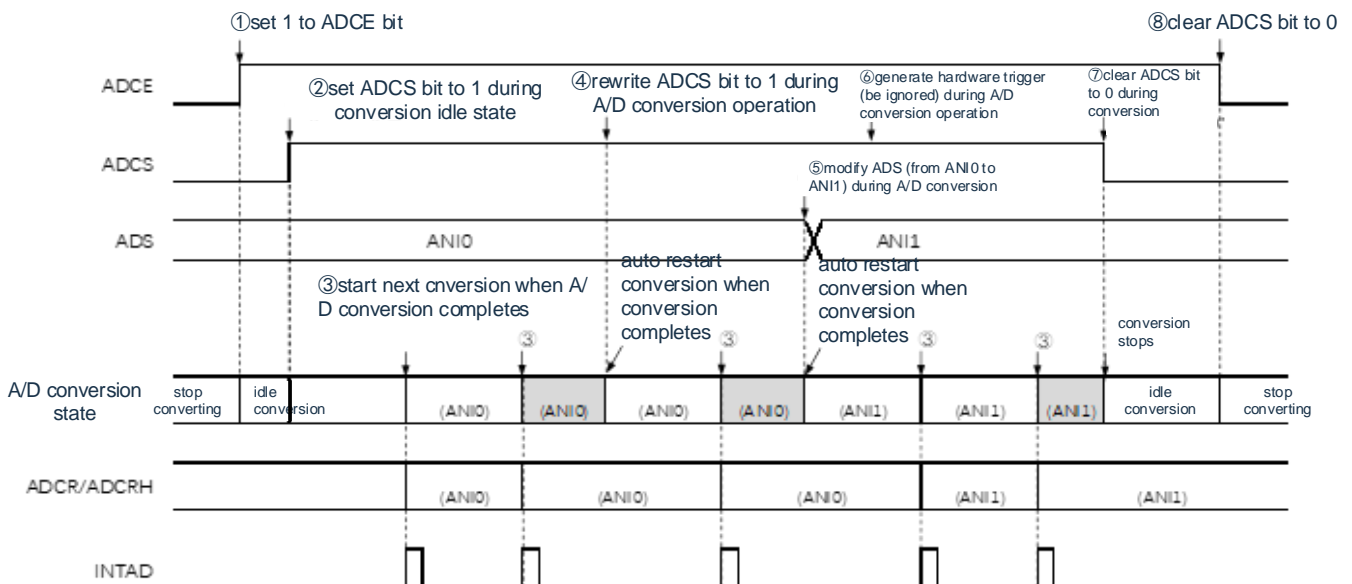 ①set 1 to ADCE bit
⑧clear ADCS bit to 0
ADCE
②set ADCS bit to 1 during
conversion idle state
④rewrite ADCS bit to 1 during
A/D conversion operation
⑥generate hardware trigger
(be ignored) during A/D
conversion operation
⑦clear ADCS bit
to 0 during
conversion
ADCS
⑤modify ADS (from ANI0 to
ANI1) during A/D conversion
ADS
ANI0
ANI1
③start next cnversion when A/
D conversion completes
auto restart
conversion when
conversion
completes
auto restart
conversion when
conversion
completes
③
③
③
③
conversion
stops
A/D conversion
state
stop
converting
idle
conversion
(ANI0)
(ANI0)
(ANI0)
(ANI0)
(ANI1)
(ANI1)
(ANI1)
idle
conversion
stop
converting
ADCR/ADCRH
(ANI0)
(ANI0)
(ANI0)
(ANI1)
(ANI1)
INTAD